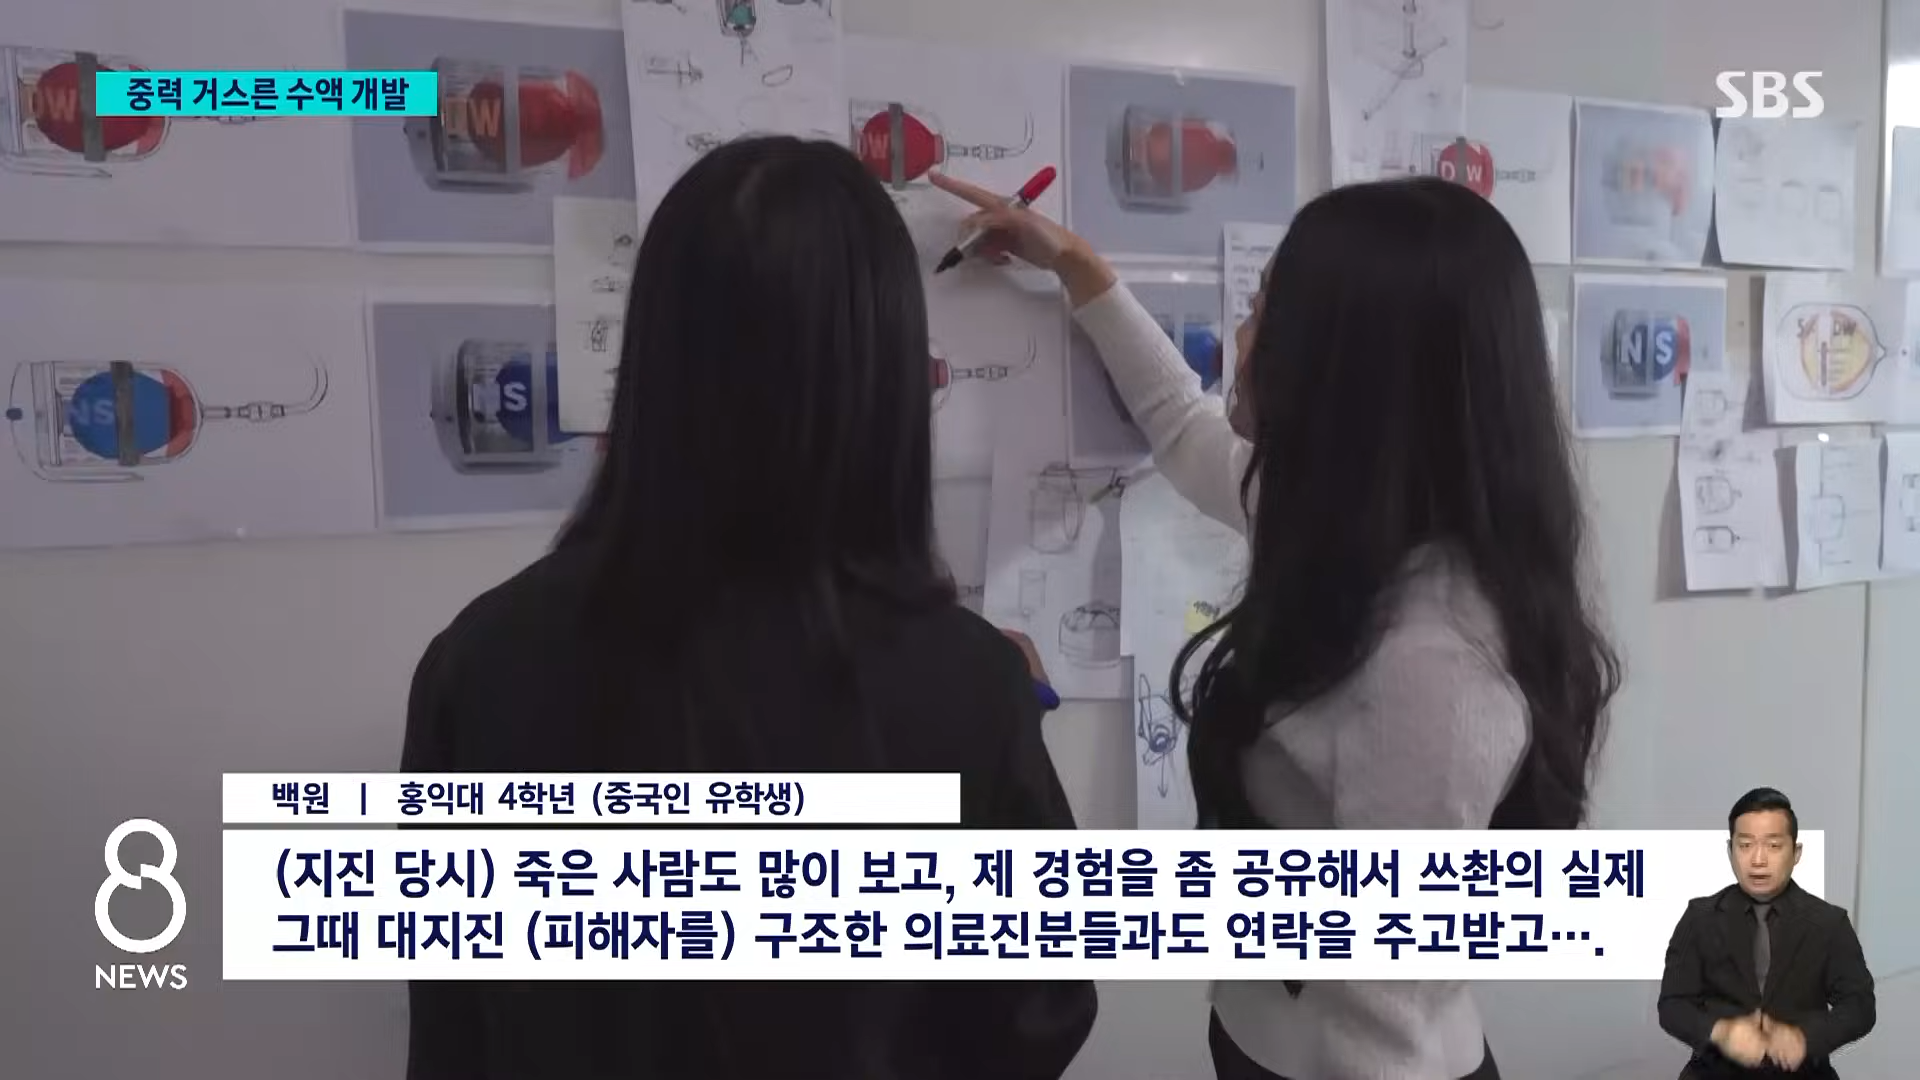 중력 거스른 수액 개발
SBS
DW
DW
DW
D W
NS
NS
NS
DW
백원 | 홍익대 4학년 (중국인 유학생)
(지진 당시) 죽은 사람도 많이 보고, 제 경험을 좀 공유해서 쓰촨의 실제
그때 대지진 (피해자를) 구조한 의료진분들과도 연락을 주고받고….
8
NEWS